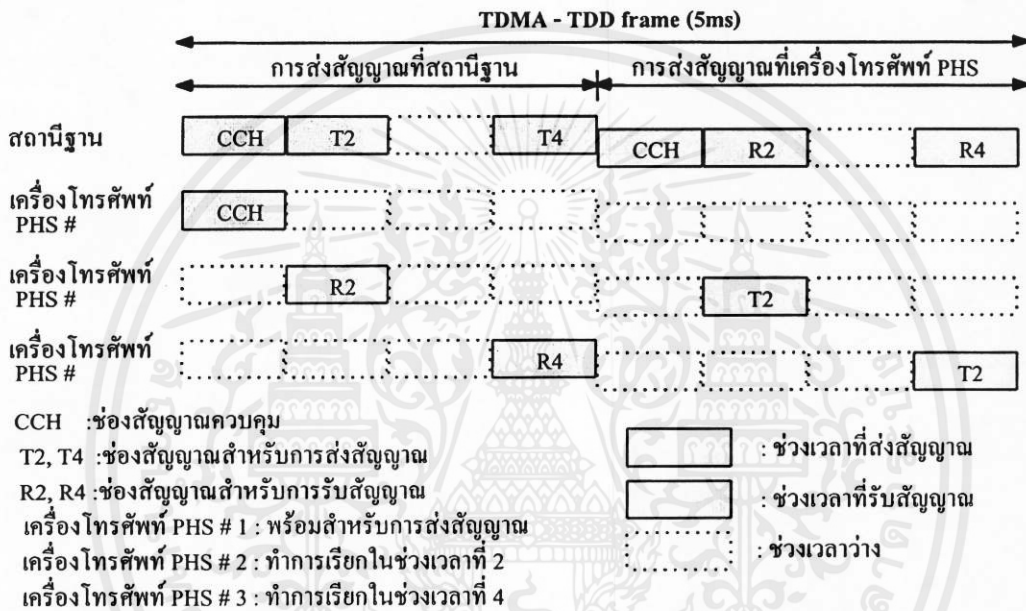 TDMA - TDD frame (5ms)
การส่งสัญญาณที่สถานีฐาน การส่งสัญญาณที่เครื่องโทรศัพท์ PHS
สถานีฐาน CCH T2 T4 CCH R2 R4
เครื่องโทรศัพท์
PHS # CCH
เครื่องโทรศัพท์
PHS # R2 T2
เครื่องโทรศัพท์
PHS # R4 T2
CCH :ช่องสัญญาณควบคุม
T2, T4 :ช่องสัญญาณสำหรับการส่งสัญญาณ
R2, R4 :ช่องสัญญาณสำหรับการรับสัญญาณ
เครื่องโทรศัพท์ PHS # 1 : พร้อมสำหรับการส่งสัญญาณ
เครื่องโทรศัพท์ PHS # 2 : ทำการเรียกในช่วงเวลาที่ 2
เครื่องโทรศัพท์ PHS # 3 : ทำการเรียกในช่วงเวลาที่ 4
: ช่วงเวลาที่ส่งสัญญาณ
: ช่วงเวลาที่รับสัญญาณ
: ช่วงเวลาว่าง